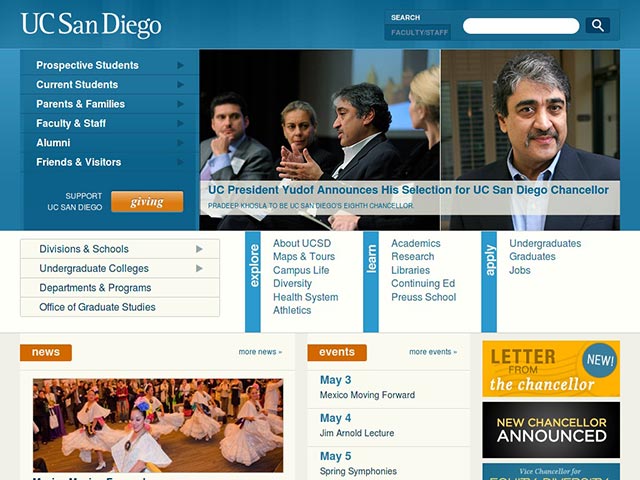 UC San Diego
SEARCH
FACULTY/STAFF
Prospective Students
Current Students
Parents & Families
Faculty & Staff
Alumni
Friends & Visitors
SUPPORT
UC SAN DIEGO
giving
UC President Yudof Announces His Selection for UC San Diego Chancellor
PRADEEP KHOSLA TO BE UC SAN DIEGO'S EIGHTH CHANCELLOR.
Divisions & Schools
Undergraduate Colleges
Departments & Programs
Office of Graduate Studies
explore
About UCSD
Maps & Tours
Campus Life
Diversity
Health System
Athletics
learn
Academics
Research
Libraries
Continuing Ed
Preuss School
apply
Undergraduates
Graduates
Jobs
news
more news »
events
more events »
May 3
Mexico Moving Forward
May 4
Jim Arnold Lecture
May 5
Spring Symphonies
LETTER
FROM
the chancellor
NEW!
NEW CHANCELLOR
ANNOUNCED
Vice Chancellor for